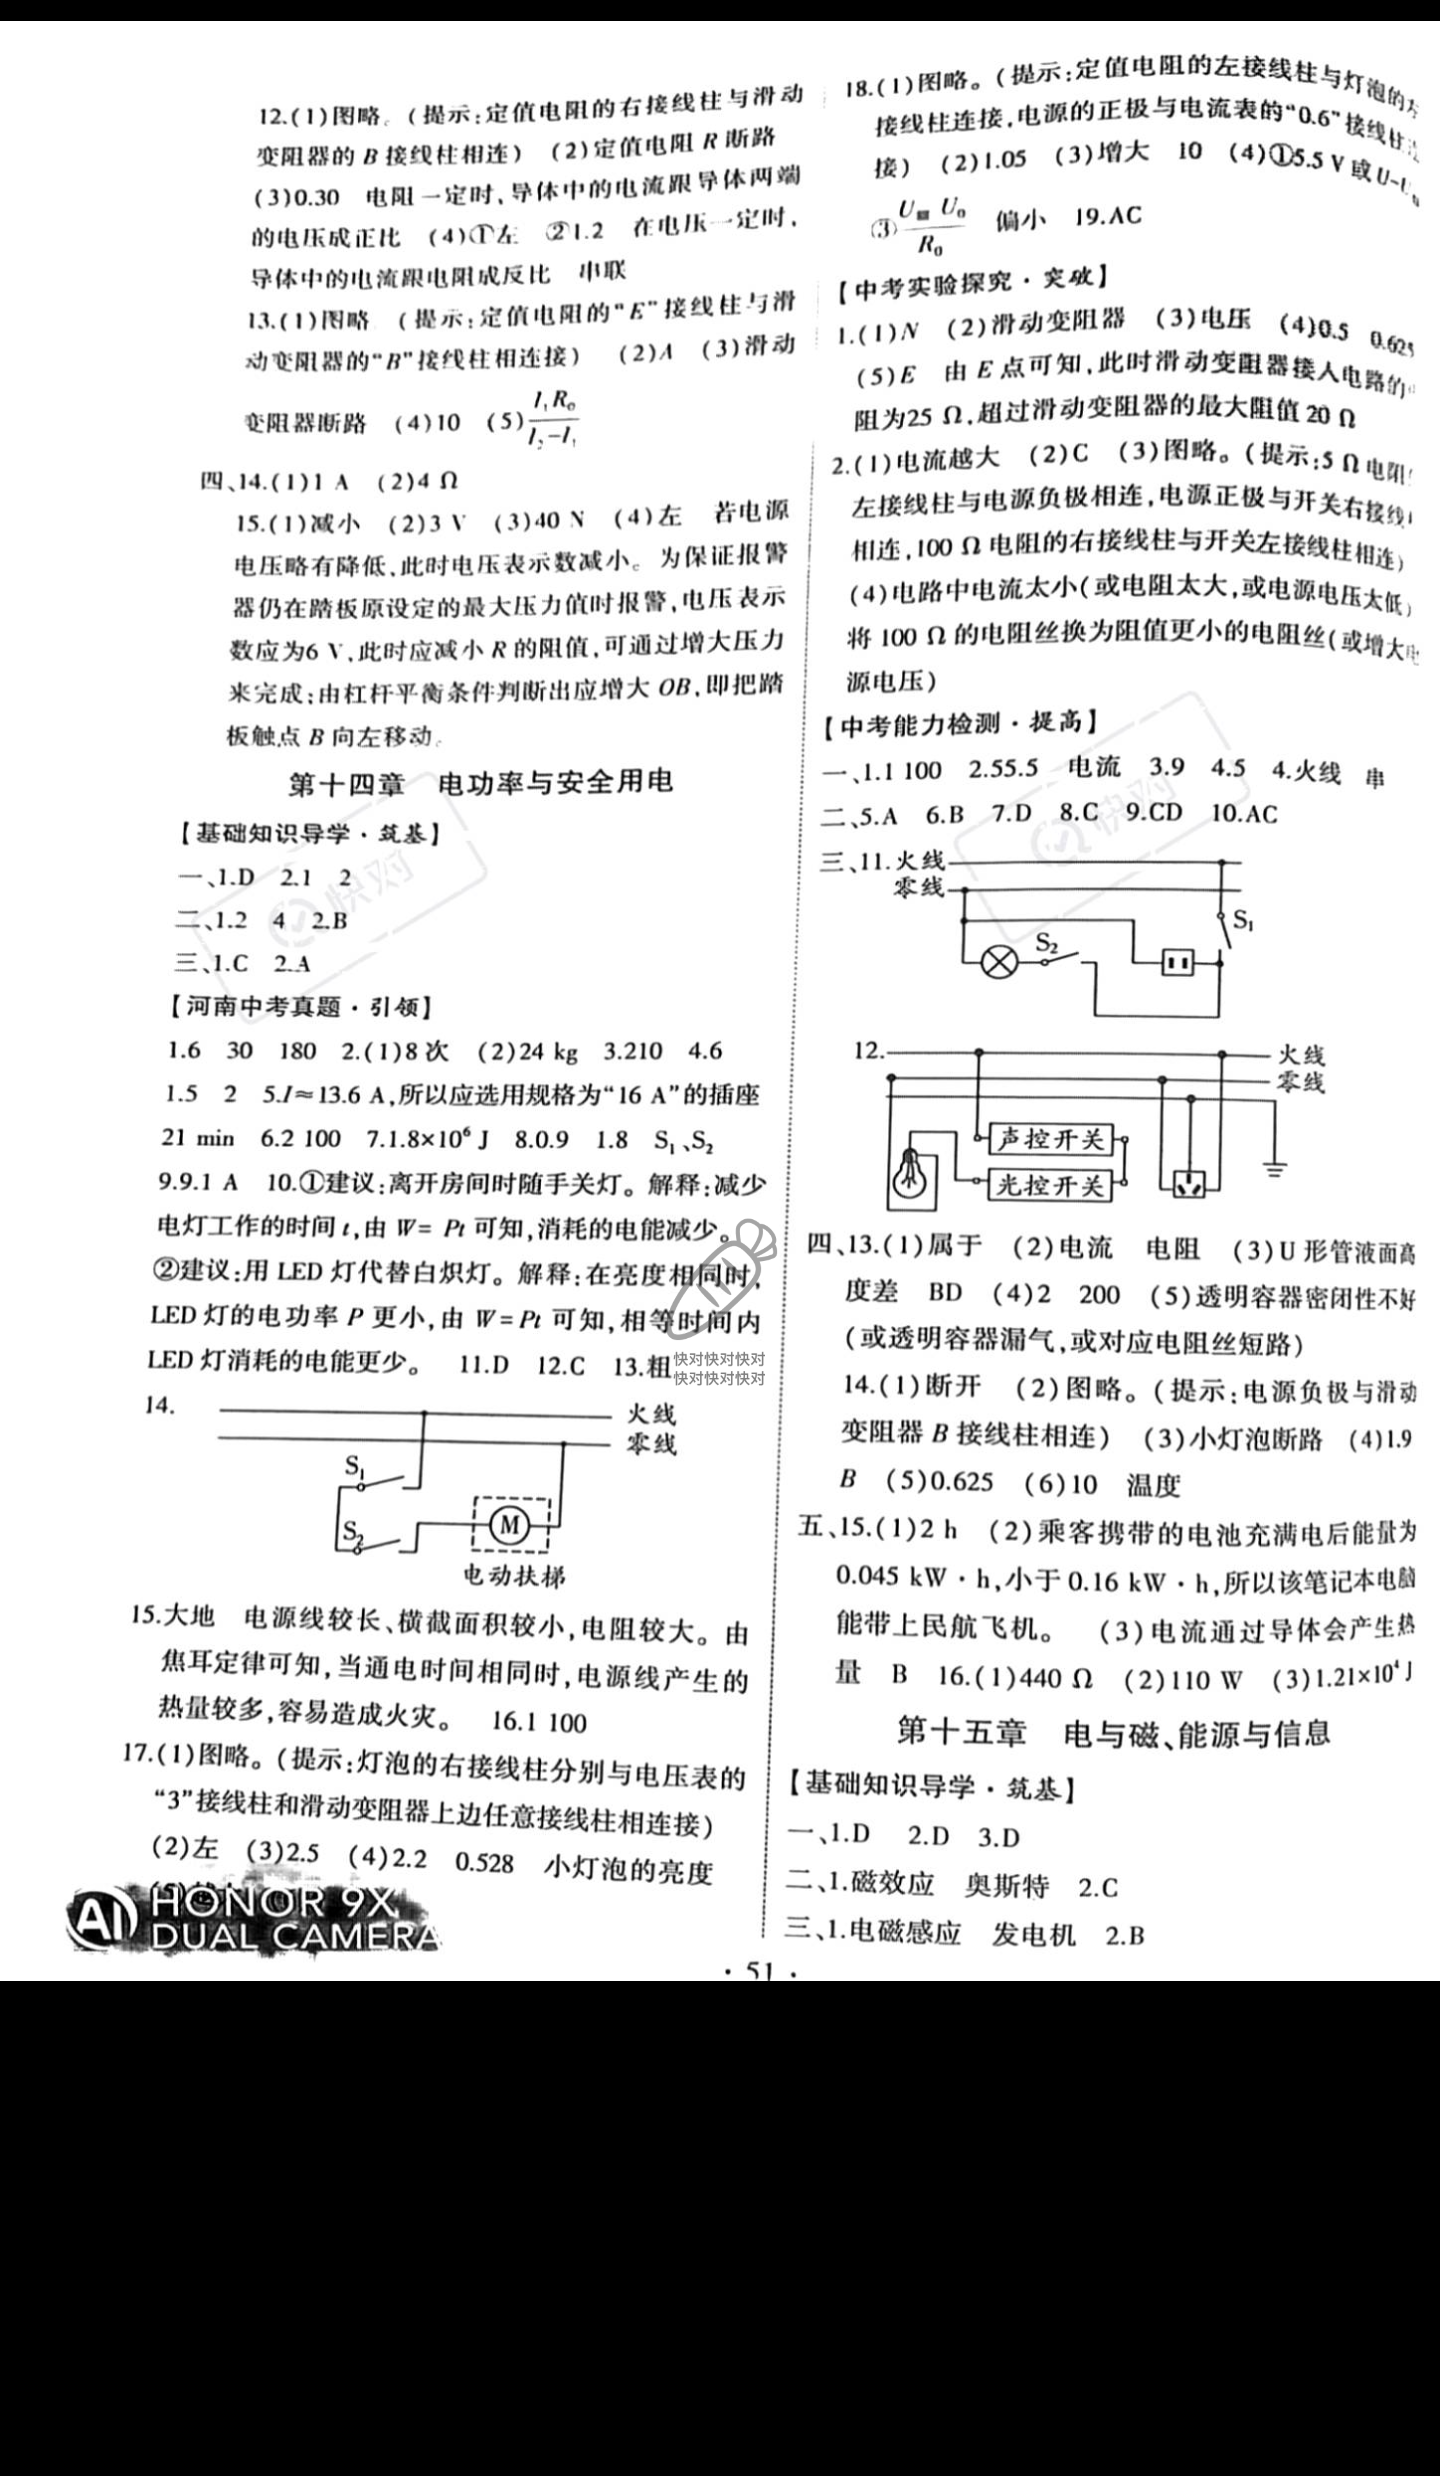 12.(1)图略。(提示:定值电阻的右接线柱与滑动
变阻器的 B 接线柱相连) (2)定值电阻 R 断路
(3)0.30 电阻一定时,导体中的电流跟导体两端
的电压成正比 (4)①左 ②1.2 在电压一定时,
导体中的电流跟电阻成反比 串联
13.(1)图略 (提示:定值电阻的“E”接线柱与滑
动变阻器的“B”接线柱相连接) (2)A (3)滑动
变阻器断路 (4)10 (5)I₁R₀/I₂-I₁
四、14.(1)1 A (2)4 Ω
15.(1)减小 (2)3 V (3)40 N (4)左 若电源
电压略有降低,此时电压表示数减小。为保证报警
器仍在踏板原设定的最大压力值时报警,电压表示
数应为6 V,此时应减小 R 的阻值,可通过增大压力
来完成;由杠杆平衡条件判断出应增大 OB,即把踏
板触点 B 向左移动。
第十四章 电功率与安全用电
【基础知识导学·筑基】
一、1.D 2.1 2
二、1.2 4 2.B
三、1.C 2.A
【河南中考真题·引领】
1.6 30 180 2.(1)8 次 (2)24 kg 3.210 4.6
1.5 2 5.I≈13.6 A,所以应选用规格为“16 A”的插座
21 min 6.2 100 7.1.8×10⁶ J 8.0.9 1.8 S₁、S₂
9.9.1 A 10.①建议:离开房间时随手关灯。解释:减少
电灯工作的时间 t,由 W= Pt 可知,消耗的电能减少。
②建议:用 LED 灯代替白炽灯。解释:在亮度相同时,
LED 灯的电功率 P 更小,由 W=Pt 可知,相等时间内
LED 灯消耗的电能更少。 11.D 12.C 13.粗
快对快对快对
快对快对快对
14.
火线
零线
S₁
S₂
M
电动扶梯
15.大地 电源线较长、横截面积较小,电阻较大。由
焦耳定律可知,当通电时间相同时,电源线产生的
热量较多,容易造成火灾。 16.1 100
17.(1)图略。(提示:灯泡的右接线柱分别与电压表的
“3”接线柱和滑动变阻器上边任意接线柱相连接)
(2)左 (3)2.5 (4)2.2 0.528 小灯泡的亮度
AI HONOR 9X
DUAL CAMERA
18.(1)图略。(提示:定值电阻的左接线柱与灯泡的
接线柱连接,电源的正极与电流表的“0.6”接线柱
接) (2)1.05 (3)增大 10 (4)①5.5 V 或 U-U₀
③ U U₀/R₀ 偏小 19.AC
【中考实验探究·突破】
1.(1)N (2)滑动变阻器 (3)电压 (4)0.5 0.625
(5)E 由 E 点可知,此时滑动变阻器接入电路的
阻为25 Ω,超过滑动变阻器的最大阻值 20 Ω
2.(1)电流越大 (2)C (3)图略。(提示:5 Ω 电阻
左接线柱与电源负极相连,电源正极与开关右接线
相连,100 Ω 电阻的右接线柱与开关左接线柱相连)
(4)电路中电流太小(或电阻太大,或电源电压太低)
将 100 Ω 的电阻丝换为阻值更小的电阻丝(或增大电
源电压)
【中考能力检测·提高】
一、1.1 100 2.55.5 电流 3.9 4.5 4.火线 串
二、5.A 6.B 7.D 8.C 9.CD 10.AC
三、11.火线
零线
S₁
S₂
12.
火线
零线
声控开关
光控开关
四、13.(1)属于 (2)电流 电阻 (3)U 形管液面高
度差 BD (4)2 200 (5)透明容器密闭性不好
(或透明容器漏气,或对应电阻丝短路)
14.(1)断开 (2)图略。(提示:电源负极与滑动
变阻器 B 接线柱相连) (3)小灯泡断路 (4)1.9
B (5)0.625 (6)10 温度
五、15.(1)2 h (2)乘客携带的电池充满电后能量为
0.045 kW·h,小于 0.16 kW·h,所以该笔记本电脑
能带上民航飞机。 (3)电流通过导体会产生热
量 B 16.(1)440 Ω (2)110 W (3)1.21×10⁴ J
第十五章 电与磁、能源与信息
【基础知识导学·筑基】
一、1.D 2.D 3.D
二、1.磁效应 奥斯特 2.C
三、1.电磁感应 发电机 2.B
· 51 ·